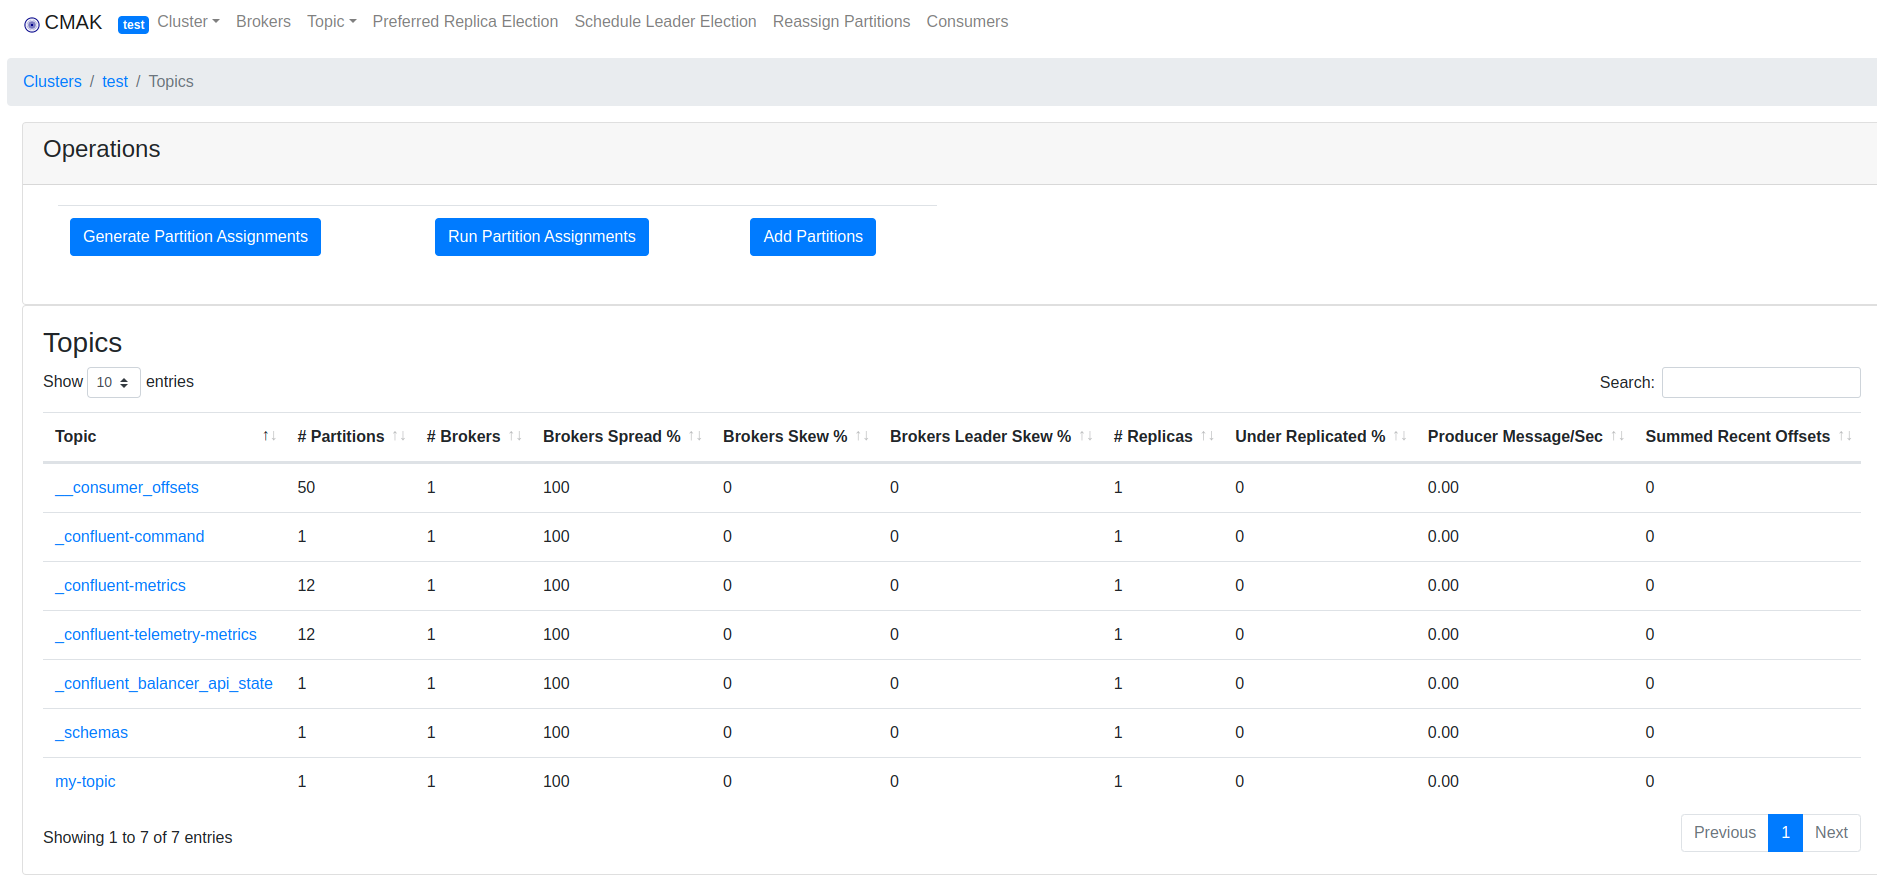 CMAK test Cluster Brokers Topic Preferred Replica Election Schedule Leader Election Reassign Partitions Consumers
Clusters / test / Topics
Operations
Generate Partition Assignments Run Partition Assignments Add Partitions
Topics
Show 10 entries Search:
Topic ↑↓ # Partitions ↑↓ # Brokers ↑↓ Brokers Spread % ↑↓ Brokers Skew % ↑↓ Brokers Leader Skew % ↑↓ # Replicas ↑↓ Under Replicated % ↑↓ Producer Message/Sec ↑↓ Summed Recent Offsets ↑↓
__consumer_offsets 50 1 100 0 0 1 0 0.00 0
_confluent-command 1 1 100 0 0 1 0 0.00 0
_confluent-metrics 12 1 100 0 0 1 0 0.00 0
_confluent-telemetry-metrics 12 1 100 0 0 1 0 0.00 0
_confluent_balancer_api_state 1 1 100 0 0 1 0 0.00 0
_schemas 1 1 100 0 0 1 0 0.00 0
my-topic 1 1 100 0 0 1 0 0.00 0
Showing 1 to 7 of 7 entries Previous 1 Next